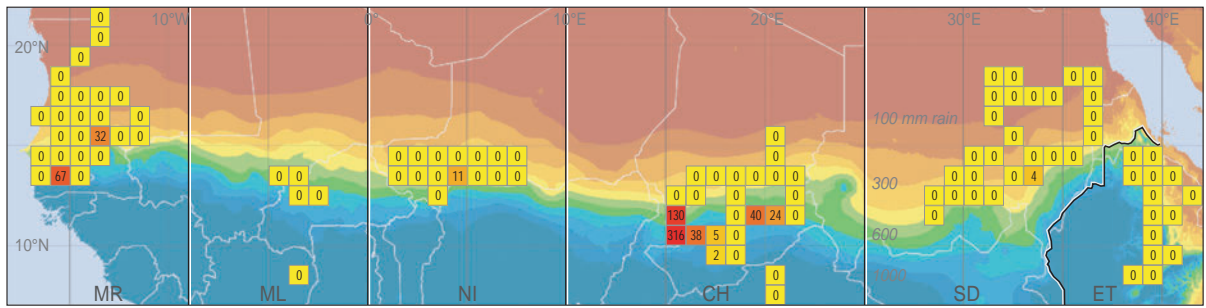 0 10°W 0° 10°E 20°E 30°E 40°E
0
20°N 0
0 0 0 0 0
0 0 0 0 0 0 0 0 0
0 0 0 0 0 100 mm rain 0 0
0 0 32 0 0 0 0 0
0 0 0 0 0 0 0 0 0 0 0 0 0 0 0 0 0 0 0
0 67 0 0 0 0 0 0 11 0 0 0 0 0 0 0 0 0 300 0 0 0 4 0 0 0
0 0 0 0 0 0 0 0 0 0 0 0 0 0
130 0 40 24 0 0 0 0
316 38 5 0 600 0 0
10°N 2 0 0 0 0
0 0 1000 0 0
MR ML NI CH 0 SD ET